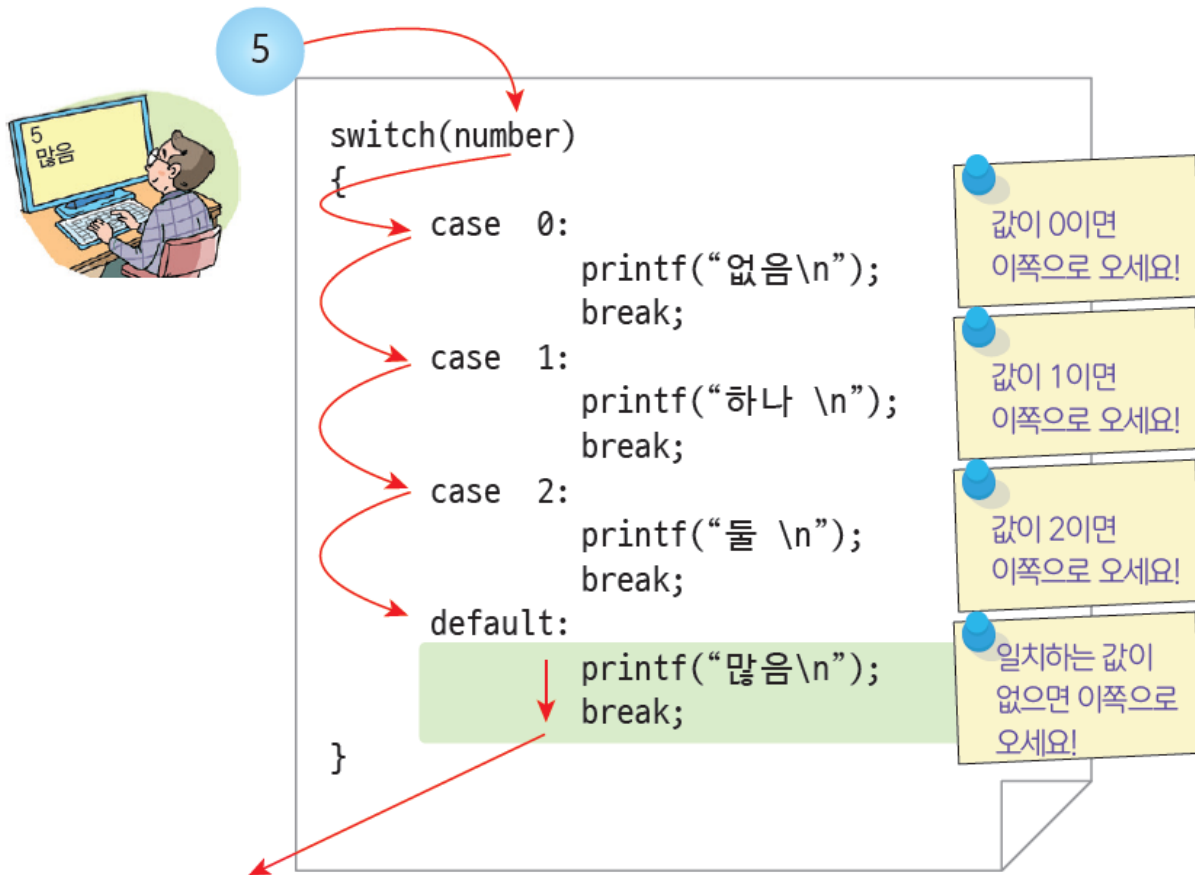 5
5
많음
switch(number)
{
case 0:
printf(“없음\n”);
break;
case 1:
printf(“하나 \n”);
break;
case 2:
printf(“둘 \n”);
break;
default:
printf(“많음\n”);
break;
}
값이 0이면
이쪽으로 오세요!
값이 1이면
이쪽으로 오세요!
값이 2이면
이쪽으로 오세요!
일치하는 값이
없으면 이쪽으로
오세요!